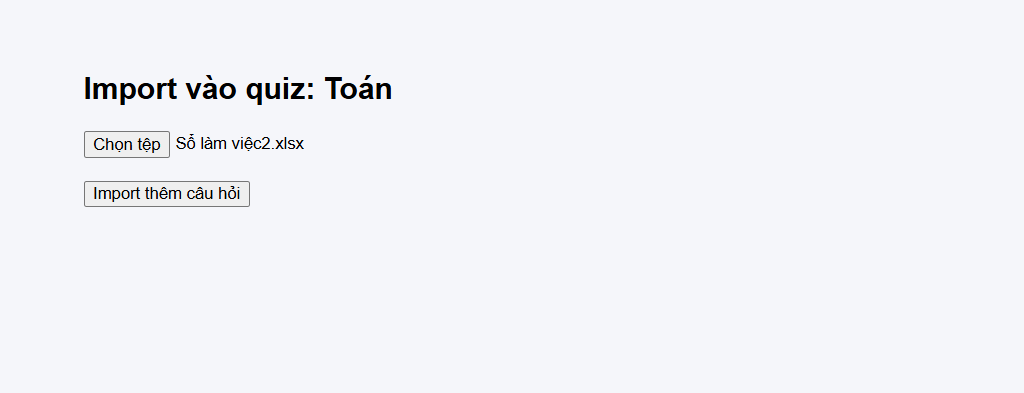 Import vào quiz: Toán
Chọn tệp Sổ làm việc2.xlsx
Import thêm câu hỏi